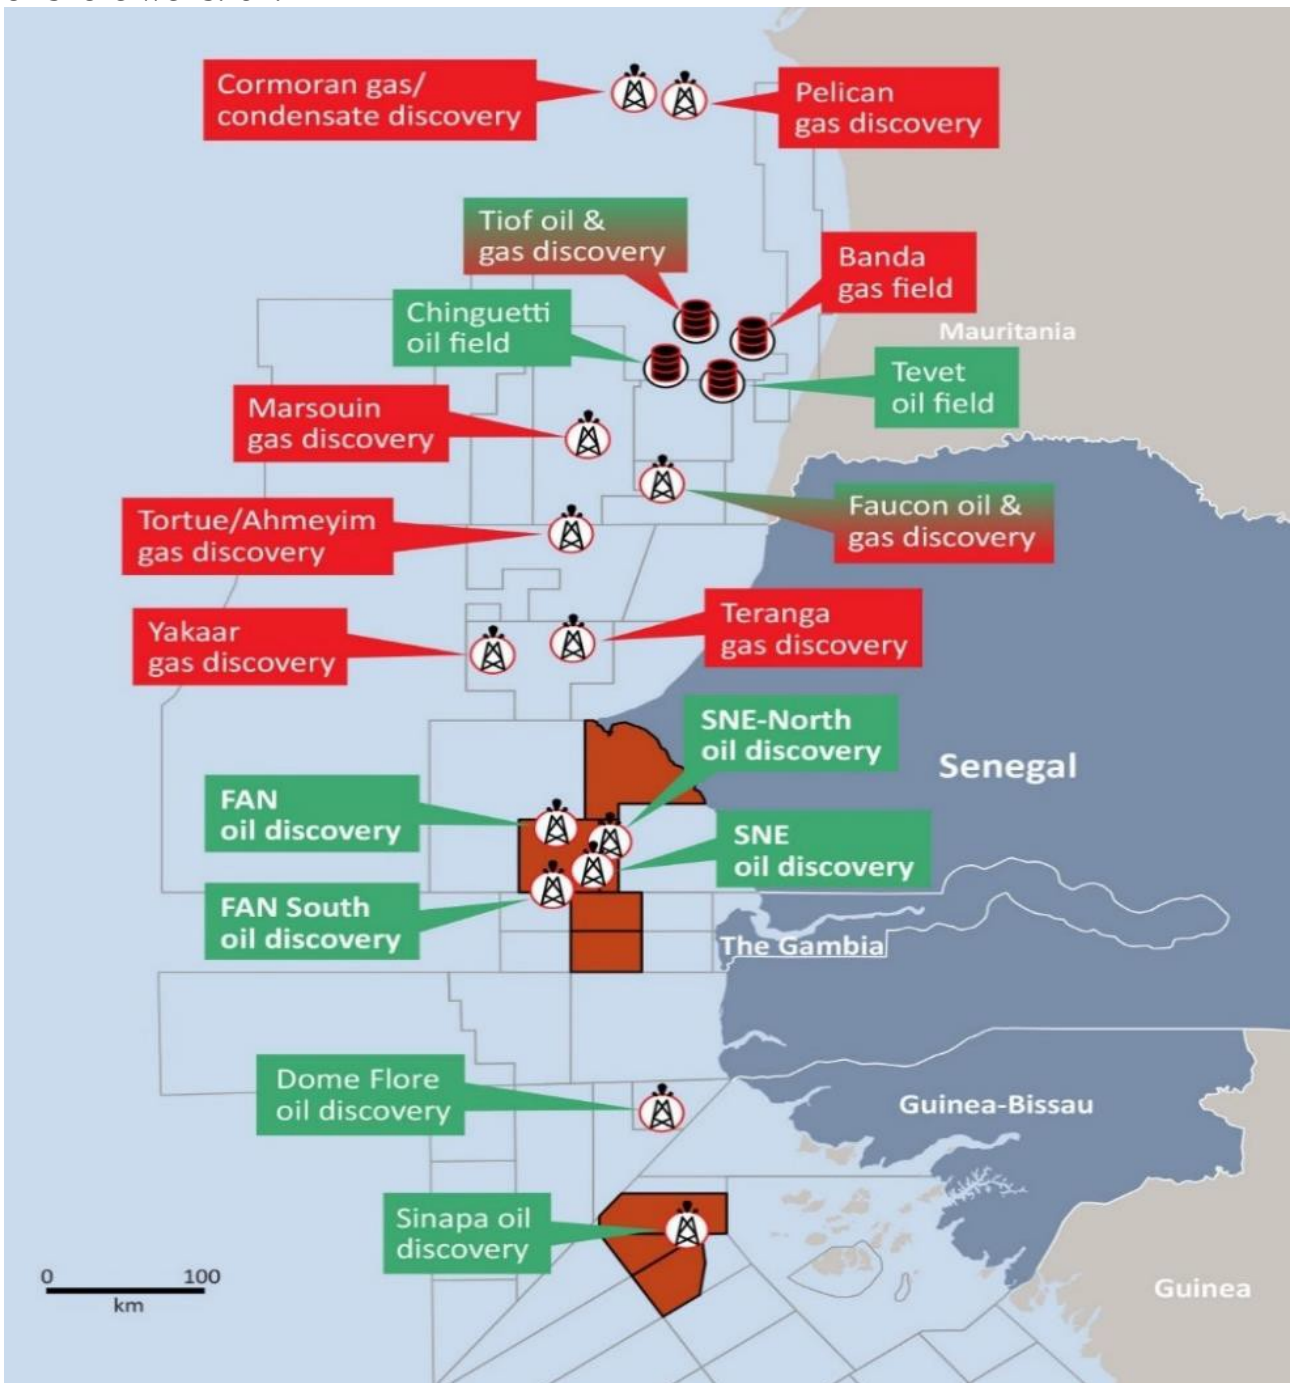 Cormoran gas/
condensate discovery
Pelican
gas discovery
Tiof oil &
gas discovery
Banda
gas field
Chinguetti
oil field
Mauritania
Tevet
oil field
Marsouin
gas discovery
Faucon oil &
gas discovery
Tortue/Ahmeyim
gas discovery
Teranga
gas discovery
Yakaar
gas discovery
SNE-North
oil discovery
Senegal
FAN
oil discovery
SNE
oil discovery
FAN South
oil discovery
The Gambia
Dome Flore
oil discovery
Guinea-Bissau
Sinapa oil
discovery
0 100
km
Guinea